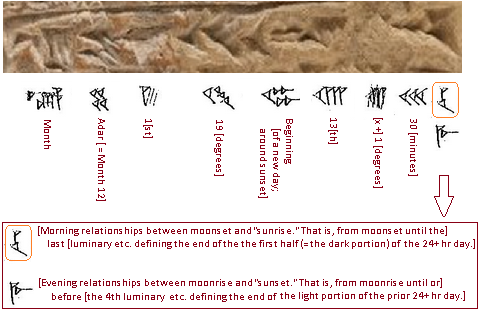 Month
Adar [ = Month 12]
1[st]
19 [degrees]
Beginning
[of a new day;
around sunset]
13[th]
[x +] 1 [degrees]
30 [minutes]
[Morning relationships between moonset and "sunrise." That is, from moonset until the]
last [luminary etc. defining the end of the the first half (= the dark portion) of the 24+ hr day.]
[Evening relationships between moonrise and "sunset." That is, from moonrise until or]
before [the 4th luminary etc. defining the end of the light portion of the prior 24+ hr day.]